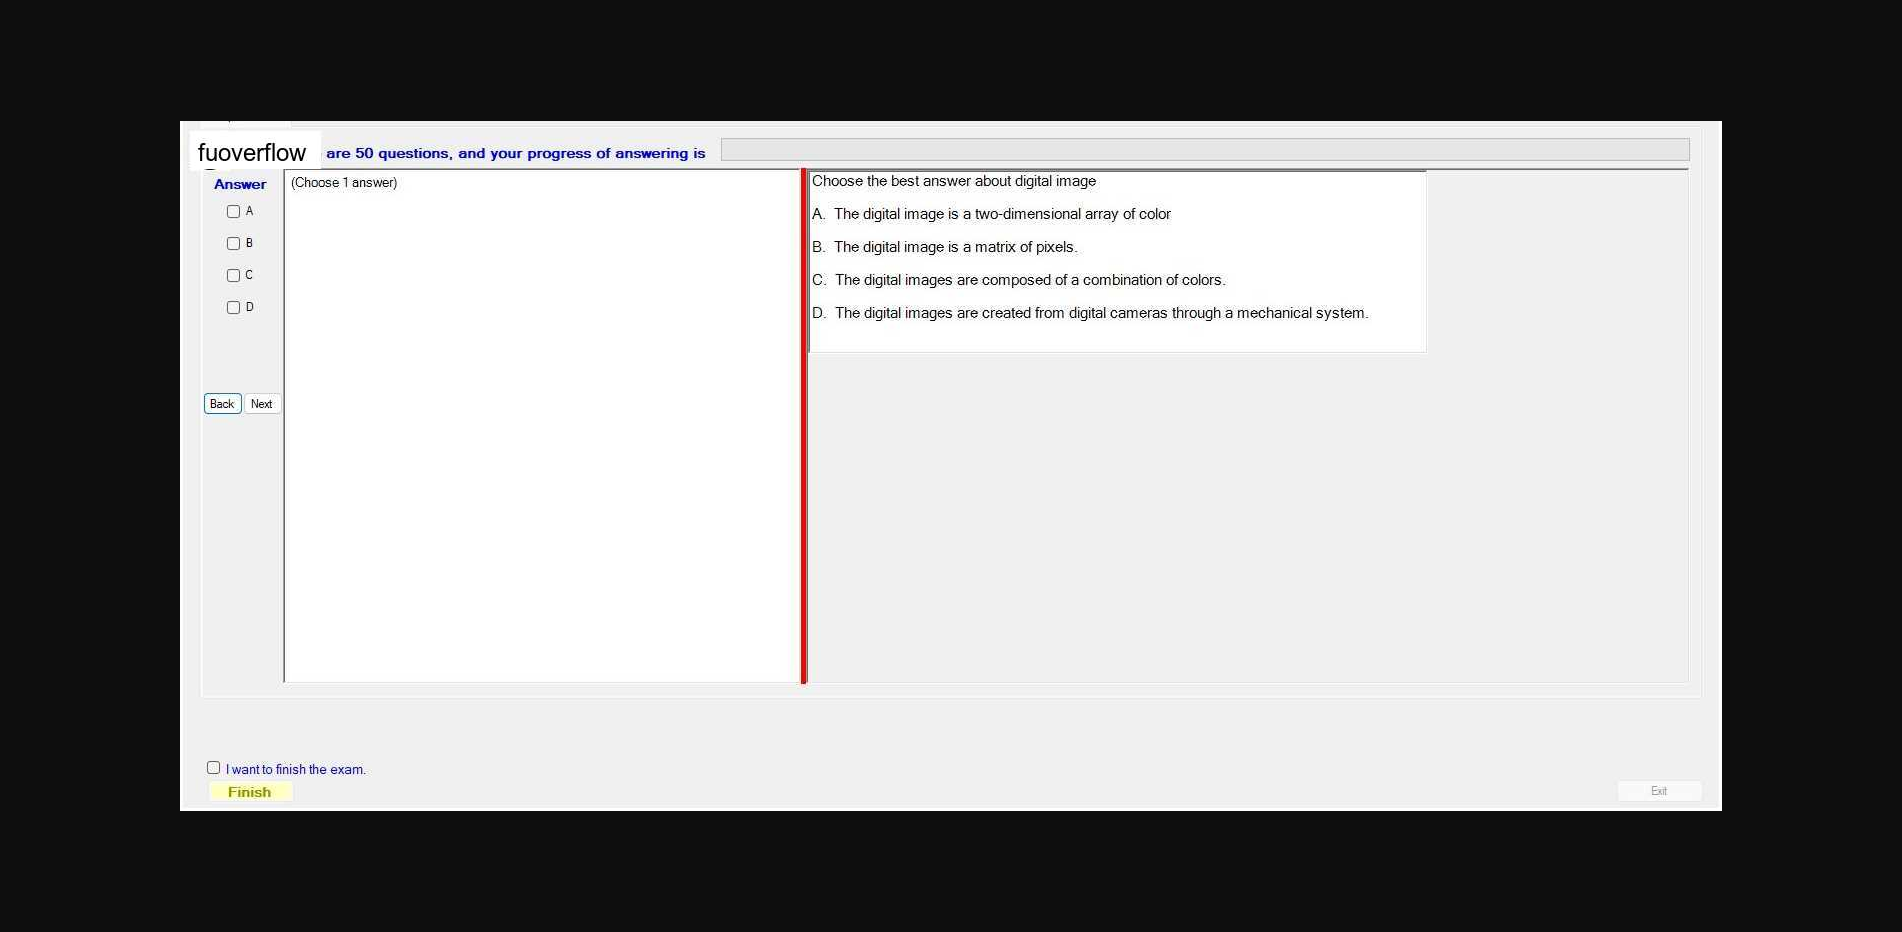 fuoverflow are 50 questions, and your progress of answering is
Answer
A
B
C
D
Back Next
(Choose 1 answer)
Choose the best answer about digital image
A. The digital image is a two-dimensional array of color
B. The digital image is a matrix of pixels.
C. The digital images are composed of a combination of colors.
D. The digital images are created from digital cameras through a mechanical system.
I want to finish the exam.
Finish
Exit